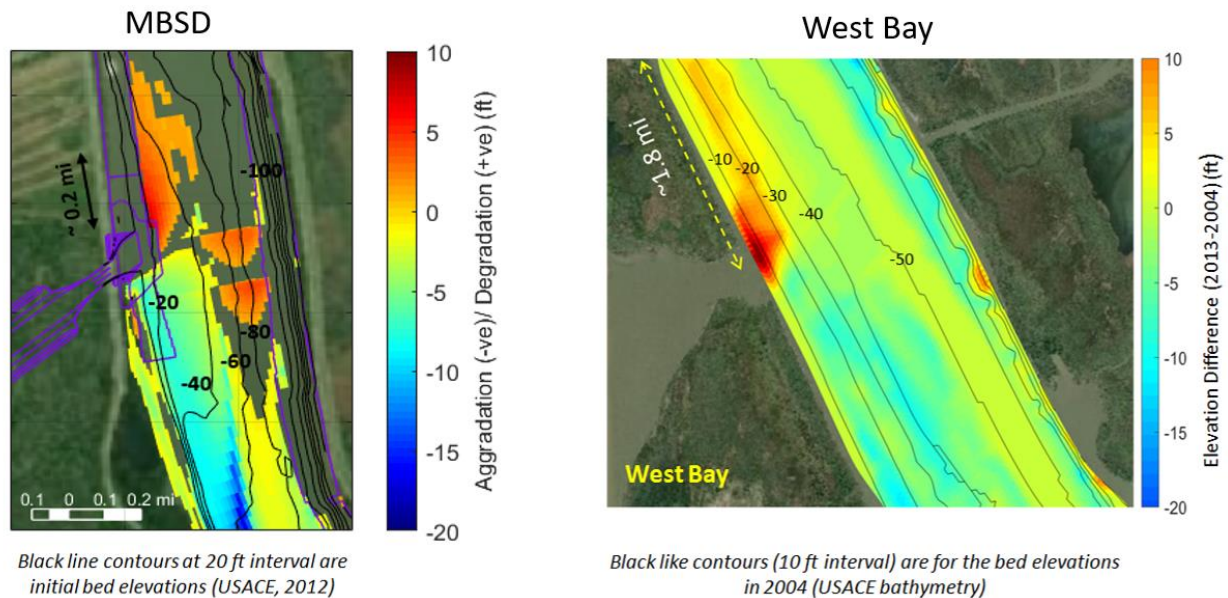 MBSD
~ 0.2 mi
-100
-20
-80
-60
-40
0.1 0 0.1 0.2 mi
10
5
0
-5
-10
-15
-20
Aggradation (-ve)/ Degradation (+ve) (ft)
Black line contours at 20 ft interval are
initial bed elevations (USACE, 2012)
West Bay
~1.8 mi
-10
-20
-30
-40
-50
West Bay
10
5
0
-5
-10
-15
-20
Elevation Difference (2013-2004) (ft)
Black like contours (10 ft interval) are for the bed elevations
in 2004 (USACE bathymetry)